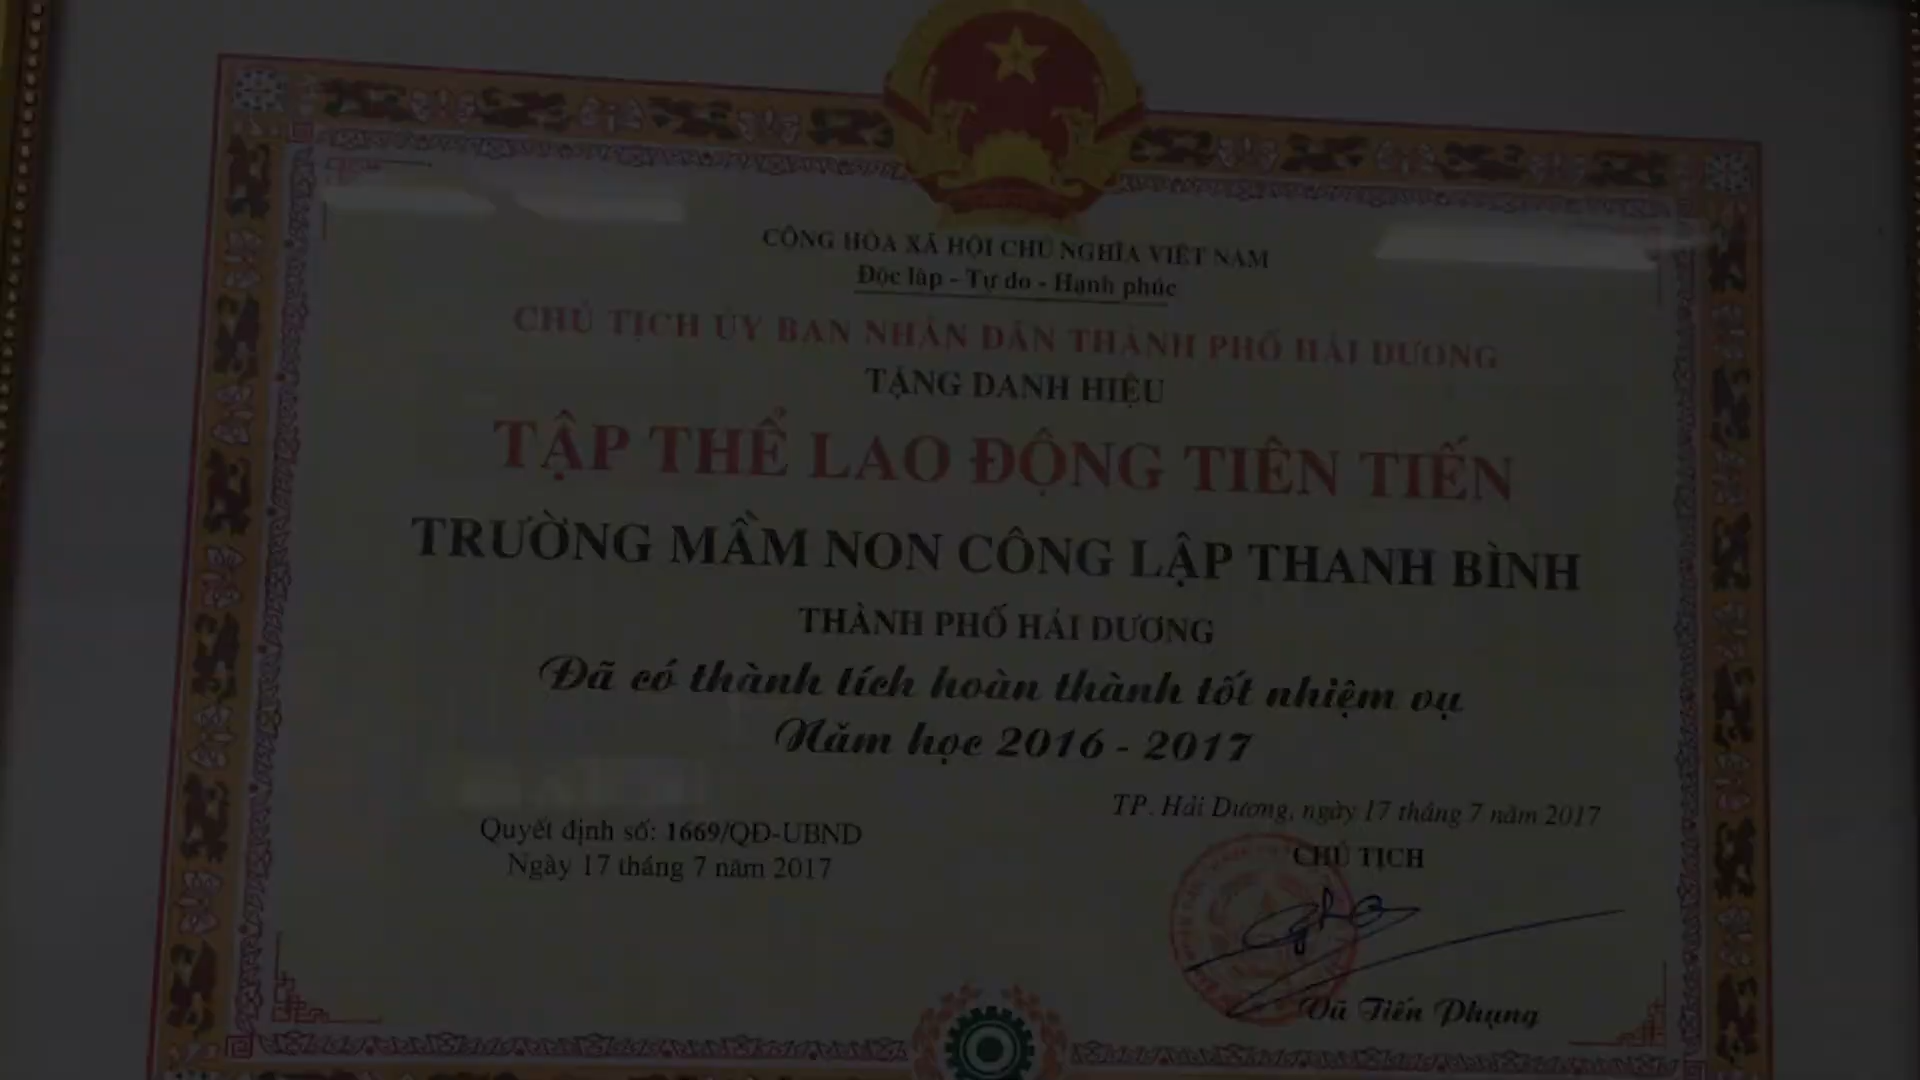 CỘNG HÒA XÃ HỘI CHỦ NGHĨA VIỆT NAM
Độc lập - Tự do - Hạnh phúc
CHỦ TỊCH ỦY BAN NHÂN DÂN THÀNH PHỐ HẢI DƯƠNG
TẶNG DANH HIỆU
TẬP THỂ LAO ĐỘNG TIÊN TIẾN
TRƯỜNG MẦM NON CÔNG LẬP THANH BÌNH
THÀNH PHỐ HẢI DƯƠNG
Đã có thành tích hoàn thành tốt nhiệm vụ
Năm học 2016 - 2017
TP. Hải Dương, ngày 17 tháng 7 năm 2017
Quyết định số: 1669/QĐ-UBND
Ngày 17 tháng 7 năm 2017
CHỦ TỊCH
Vũ Tiến Phụng